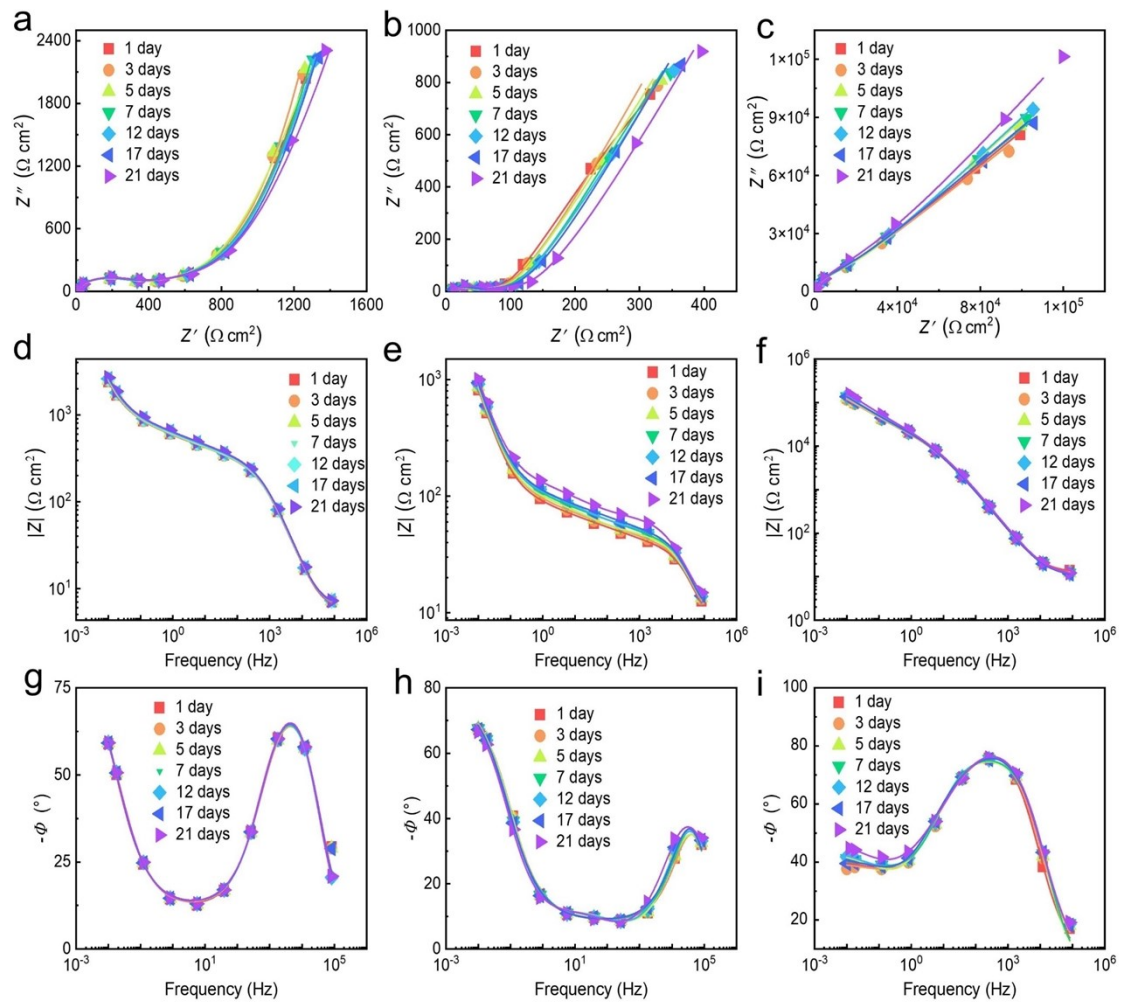 a
2400
1800
1200
600
0
Z″ (Ω cm²)
1 day
3 days
5 days
7 days
12 days
17 days
21 days
0 400 800 1200 1600
Z′ (Ω cm²)
b
1000
800
600
400
200
0
Z″ (Ω cm²)
1 day
3 days
5 days
7 days
12 days
17 days
21 days
0 100 200 300 400
Z′ (Ω cm²)
c
1×10⁵
9×10⁴
6×10⁴
3×10⁴
0
Z″ (Ω cm²)
1 day
3 days
5 days
7 days
12 days
17 days
21 days
0 4×10⁴ 8×10⁴ 1×10⁵
Z′ (Ω cm²)
d
10³
10²
10¹
|Z| (Ω cm²)
1 day
3 days
5 days
7 days
12 days
17 days
21 days
10⁻³ 10⁰ 10³ 10⁶
Frequency (Hz)
e
10³
10²
10¹
|Z| (Ω cm²)
1 day
3 days
5 days
7 days
12 days
17 days
21 days
10⁻³ 10⁰ 10³ 10⁶
Frequency (Hz)
f
10⁶
10⁴
10²
10⁰
|Z| (Ω cm²)
1 day
3 days
5 days
7 days
12 days
17 days
21 days
10⁻³ 10⁰ 10³ 10⁶
Frequency (Hz)
g
75
50
25
0
-Φ (°)
1 day
3 days
5 days
7 days
12 days
17 days
21 days
10⁻³ 10¹ 10⁵
Frequency (Hz)
h
80
60
40
20
0
-Φ (°)
1 day
3 days
5 days
7 days
12 days
17 days
21 days
10⁻³ 10⁰ 10³ 10⁶
Frequency (Hz)
i
100
80
60
40
20
-Φ (°)
1 day
3 days
5 days
7 days
12 days
17 days
21 days
10⁻³ 10⁰ 10³ 10⁶
Frequency (Hz)